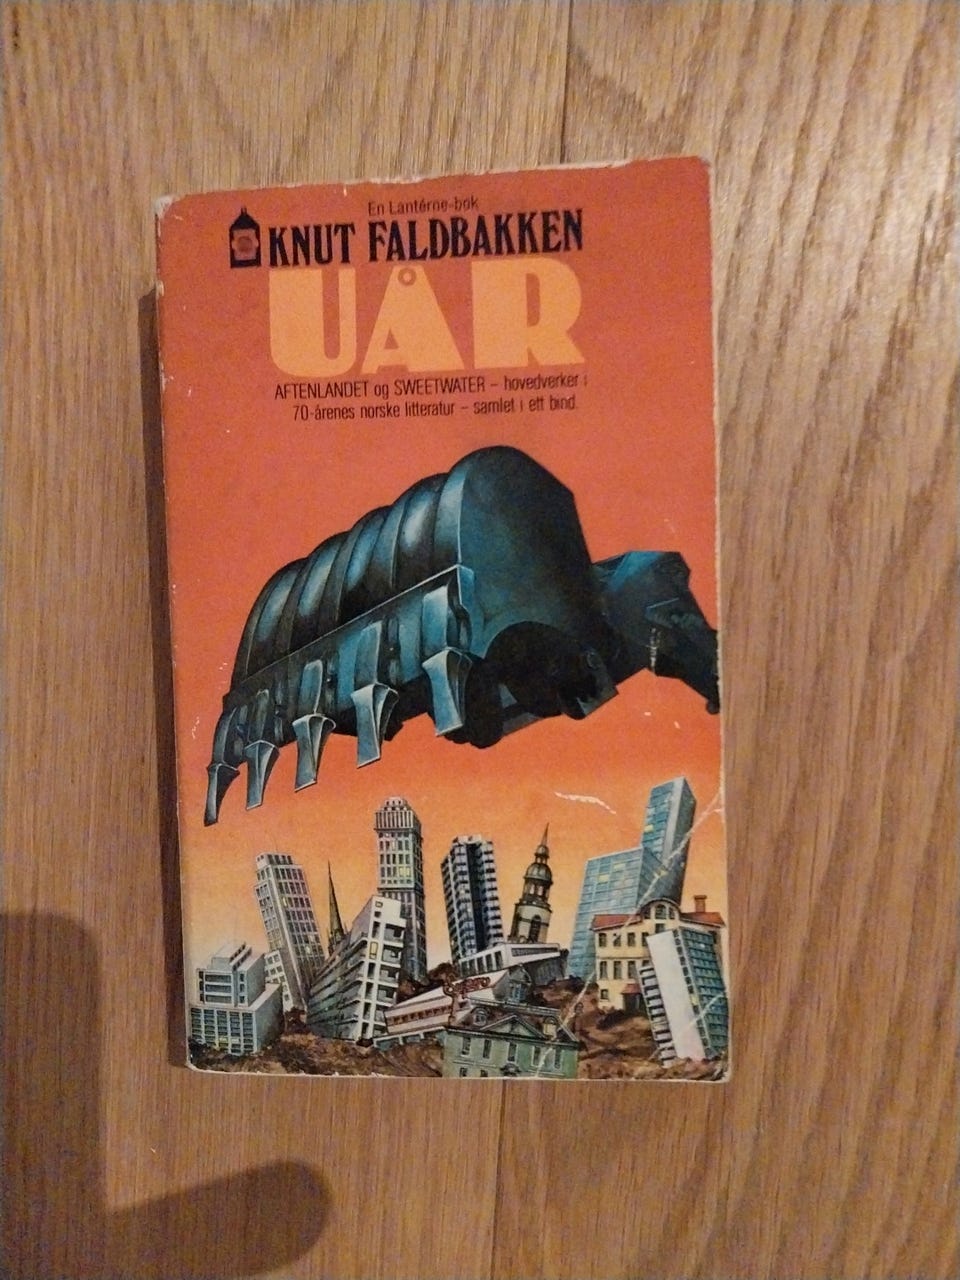 En Lantérne-bok
KNUT FALDBAKKEN
UÅR
AFTENLANDET og SWEETWATER – hovedverker i
70-årenes norske litteratur – samlet i ett bind.